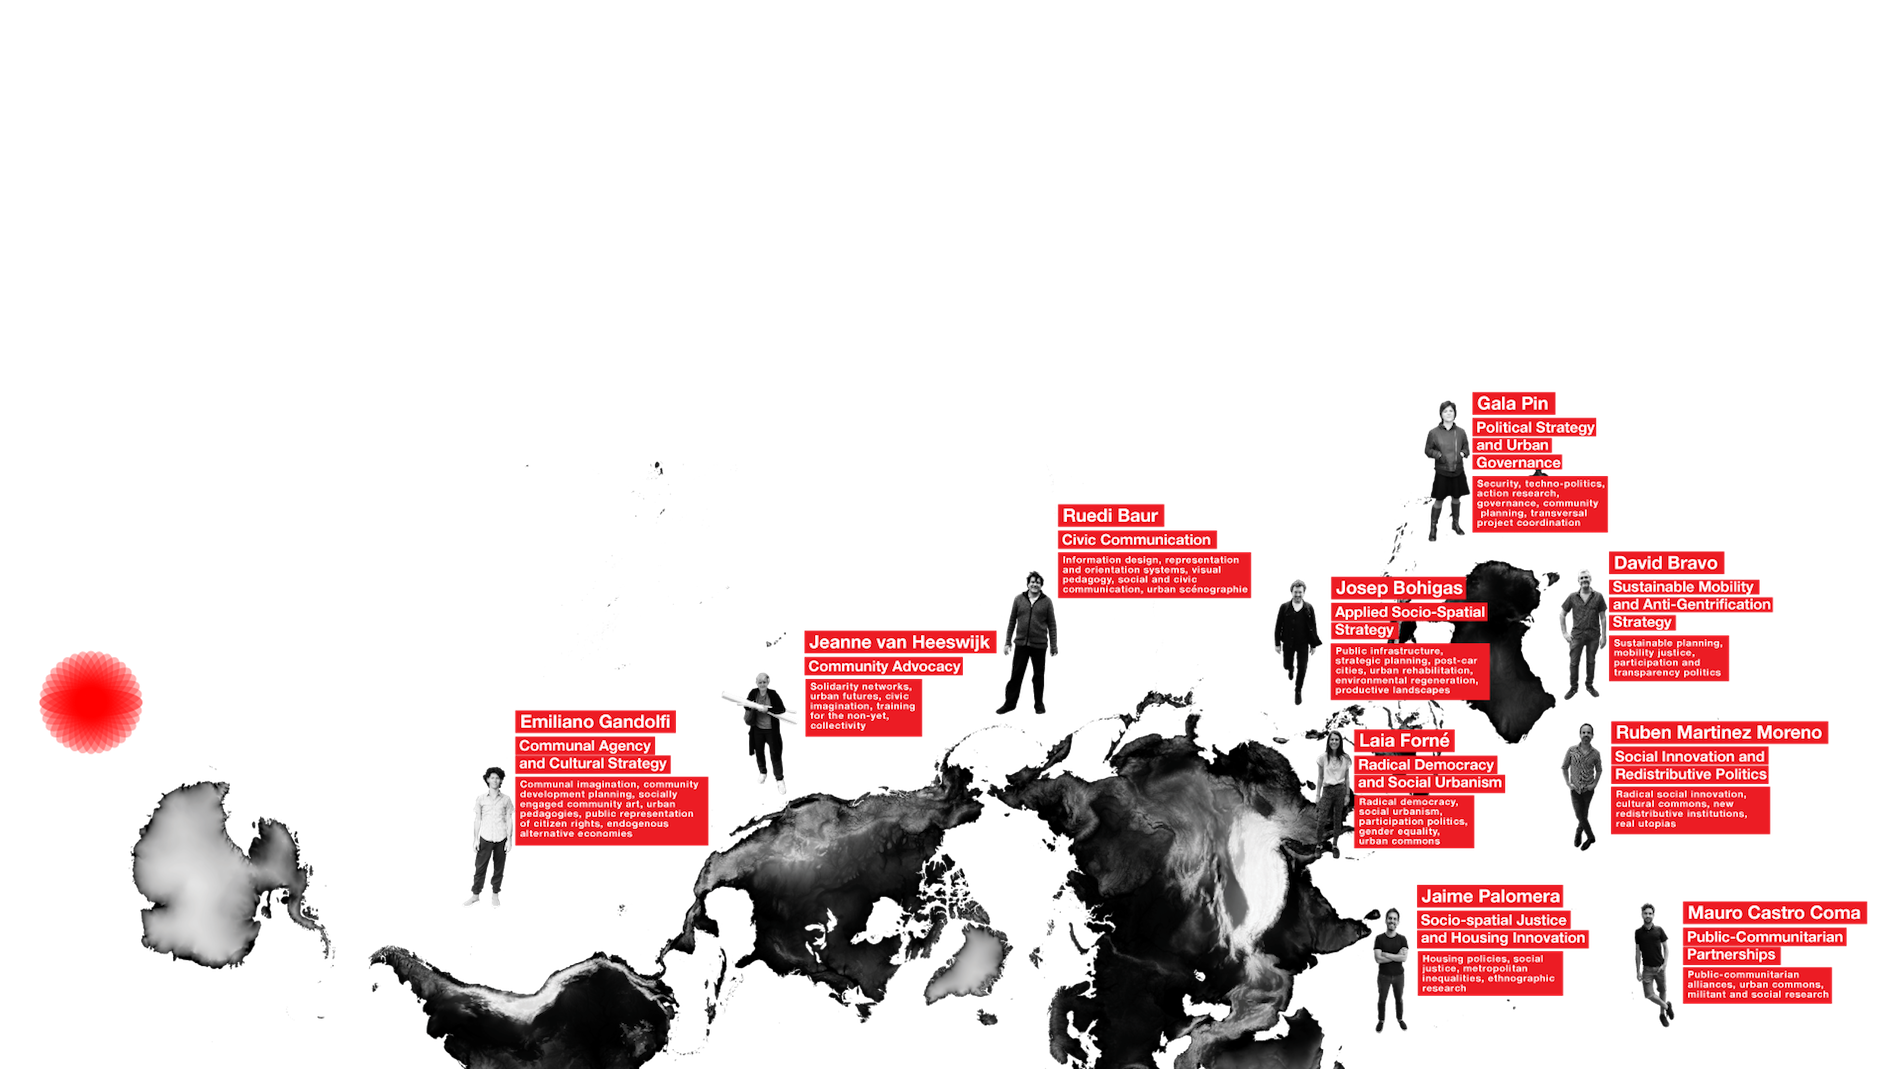 Gala Pin
Political Strategy
and Urban
Governance
Security, techno-politics,
action research,
governance, community
planning, transversal
project coordination
Ruedi Baur
Civic Communication
Information design, representation
and orientation systems, visual
pedagogy, social and civic
communication, urban scénographie
David Bravo
Sustainable Mobility
and Anti-Gentrification
Strategy
Sustainable planning,
mobility justice,
participation and
transparency politics
Josep Bohigas
Applied Socio-Spatial
Strategy
Public infrastructure,
strategic planning, post-car
cities, urban rehabilitation,
environmental regeneration,
productive landscapes
Jeanne van Heeswijk
Community Advocacy
Solidarity networks,
urban futures, civic
imagination, training
for the non-yet,
collectivity
Emiliano Gandolfi
Communal Agency
and Cultural Strategy
Communal imagination, community
development planning, socially
engaged community art, urban
pedagogies, public representation
of citizen rights, endogenous
alternative economies
Laia Forné
Radical Democracy
and Social Urbanism
Radical democracy,
social urbanism,
participation politics,
gender equality,
urban commons
Ruben Martinez Moreno
Social Innovation and
Redistributive Politics
Radical social innovation,
cultural commons, new
redistributive institutions,
real utopias
Jaime Palomera
Socio-spatial Justice
and Housing Innovation
Housing policies, social
justice, metropolitan
inequalities, ethnographic
research
Mauro Castro Coma
Public-Communitarian
Partnerships
Public-communitarian
alliances, urban commons,
militant and social research